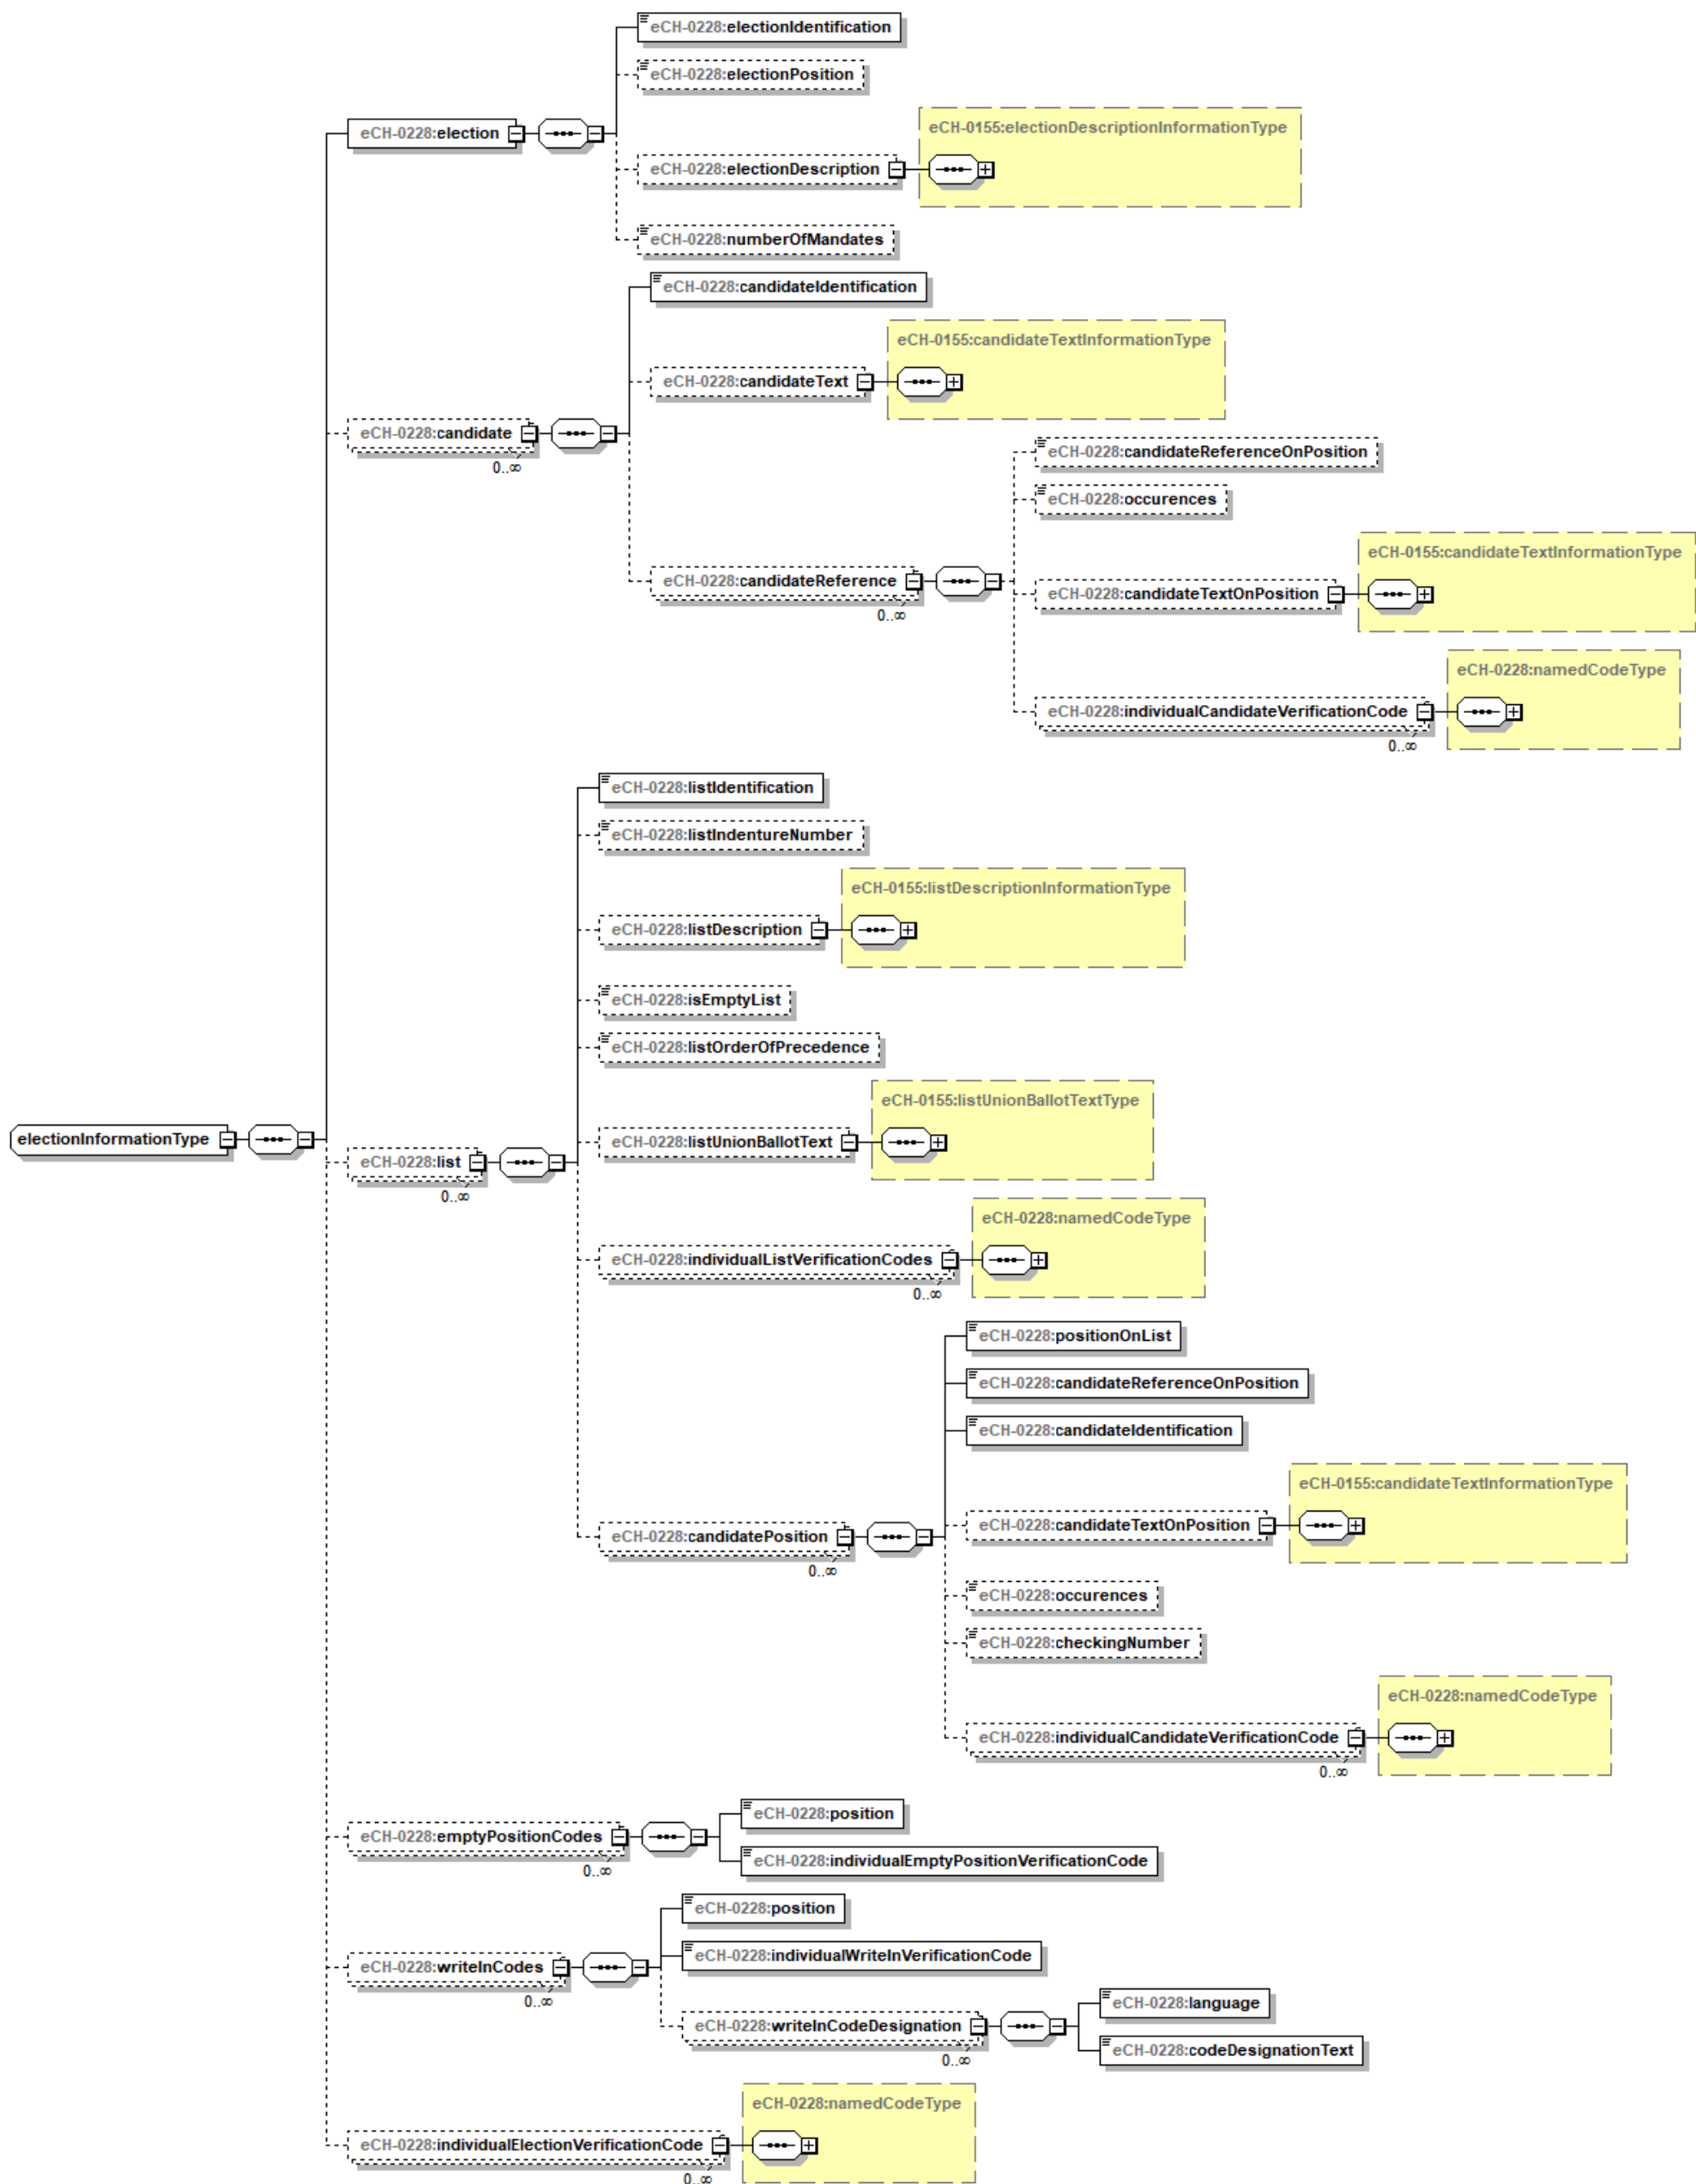 eCH-0228:electionIdentification
eCH-0228:electionPosition
eCH-0155:electionDescriptionInformationType
eCH-0228:election
eCH-0228:electionDescription
eCH-0228:numberOfMandates
eCH-0228:candidateIdentification
eCH-0155:candidateTextInformationType
eCH-0228:candidateText
eCH-0228:candidate
0..∞
eCH-0228:candidateReferenceOnPosition
eCH-0228:occurences
eCH-0155:candidateTextInformationType
eCH-0228:candidateReference
0..∞
eCH-0228:candidateTextOnPosition
eCH-0228:namedCodeType
eCH-0228:individualCandidateVerificationCode
0..∞
eCH-0228:listIdentification
eCH-0228:listIndentureNumber
eCH-0155:listDescriptionInformationType
eCH-0228:listDescription
eCH-0228:isEmptyList
eCH-0228:listOrderOfPrecedence
eCH-0155:listUnionBallotTextType
electionInformationType
eCH-0228:list
0..∞
eCH-0228:listUnionBallotText
eCH-0228:namedCodeType
eCH-0228:individualListVerificationCodes
0..∞
eCH-0228:positionOnList
eCH-0228:candidateReferenceOnPosition
eCH-0228:candidateIdentification
eCH-0155:candidateTextInformationType
eCH-0228:candidatePosition
0..∞
eCH-0228:candidateTextOnPosition
eCH-0228:occurences
eCH-0228:checkingNumber
eCH-0228:namedCodeType
eCH-0228:individualCandidateVerificationCode
0..∞
eCH-0228:emptyPositionCodes
0..∞
eCH-0228:position
eCH-0228:individualEmptyPositionVerificationCode
eCH-0228:position
eCH-0228:individualWriteInVerificationCode
eCH-0228:writeInCodes
0..∞
eCH-0228:writeInCodeDesignation
0..∞
eCH-0228:language
eCH-0228:codeDesignationText
eCH-0228:namedCodeType
eCH-0228:individualElectionVerificationCode
0..∞